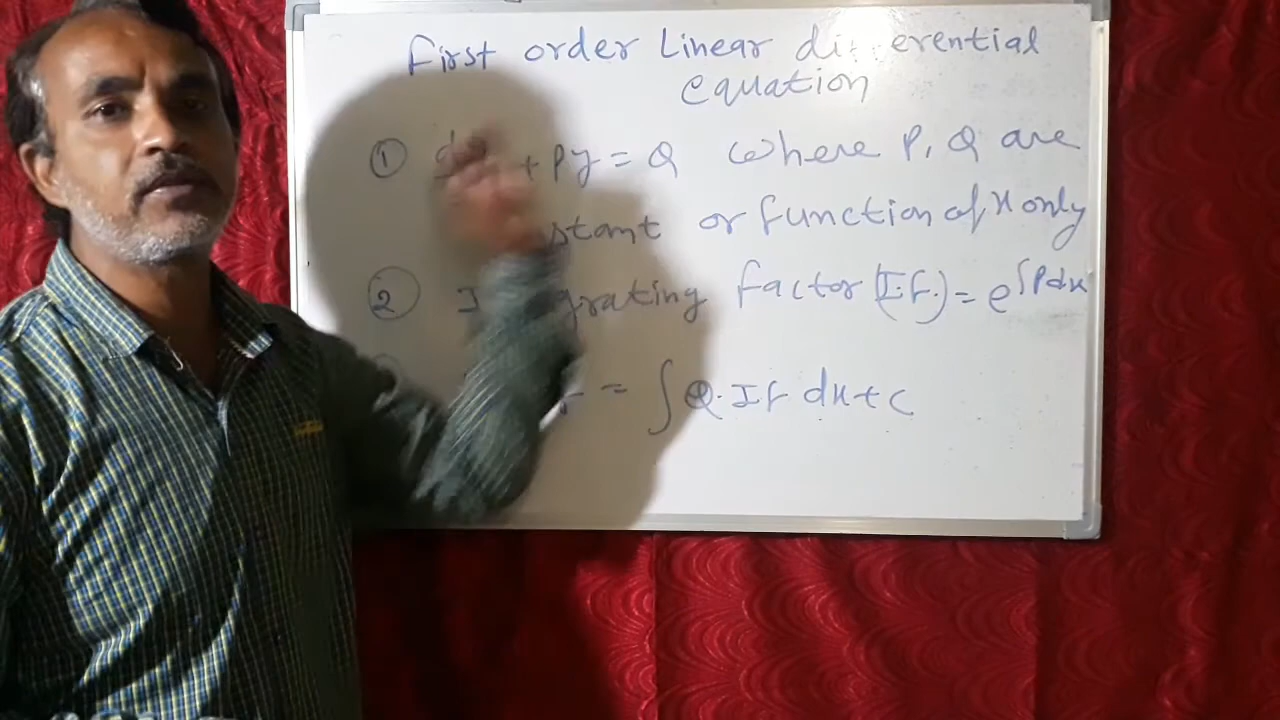 First order Linear di erential
equation
① d + py = Q where P, Q are
stant or function of x only
② I grating factor (I.F.) = e^∫Pdx
= ∫ Q. IF dx + c